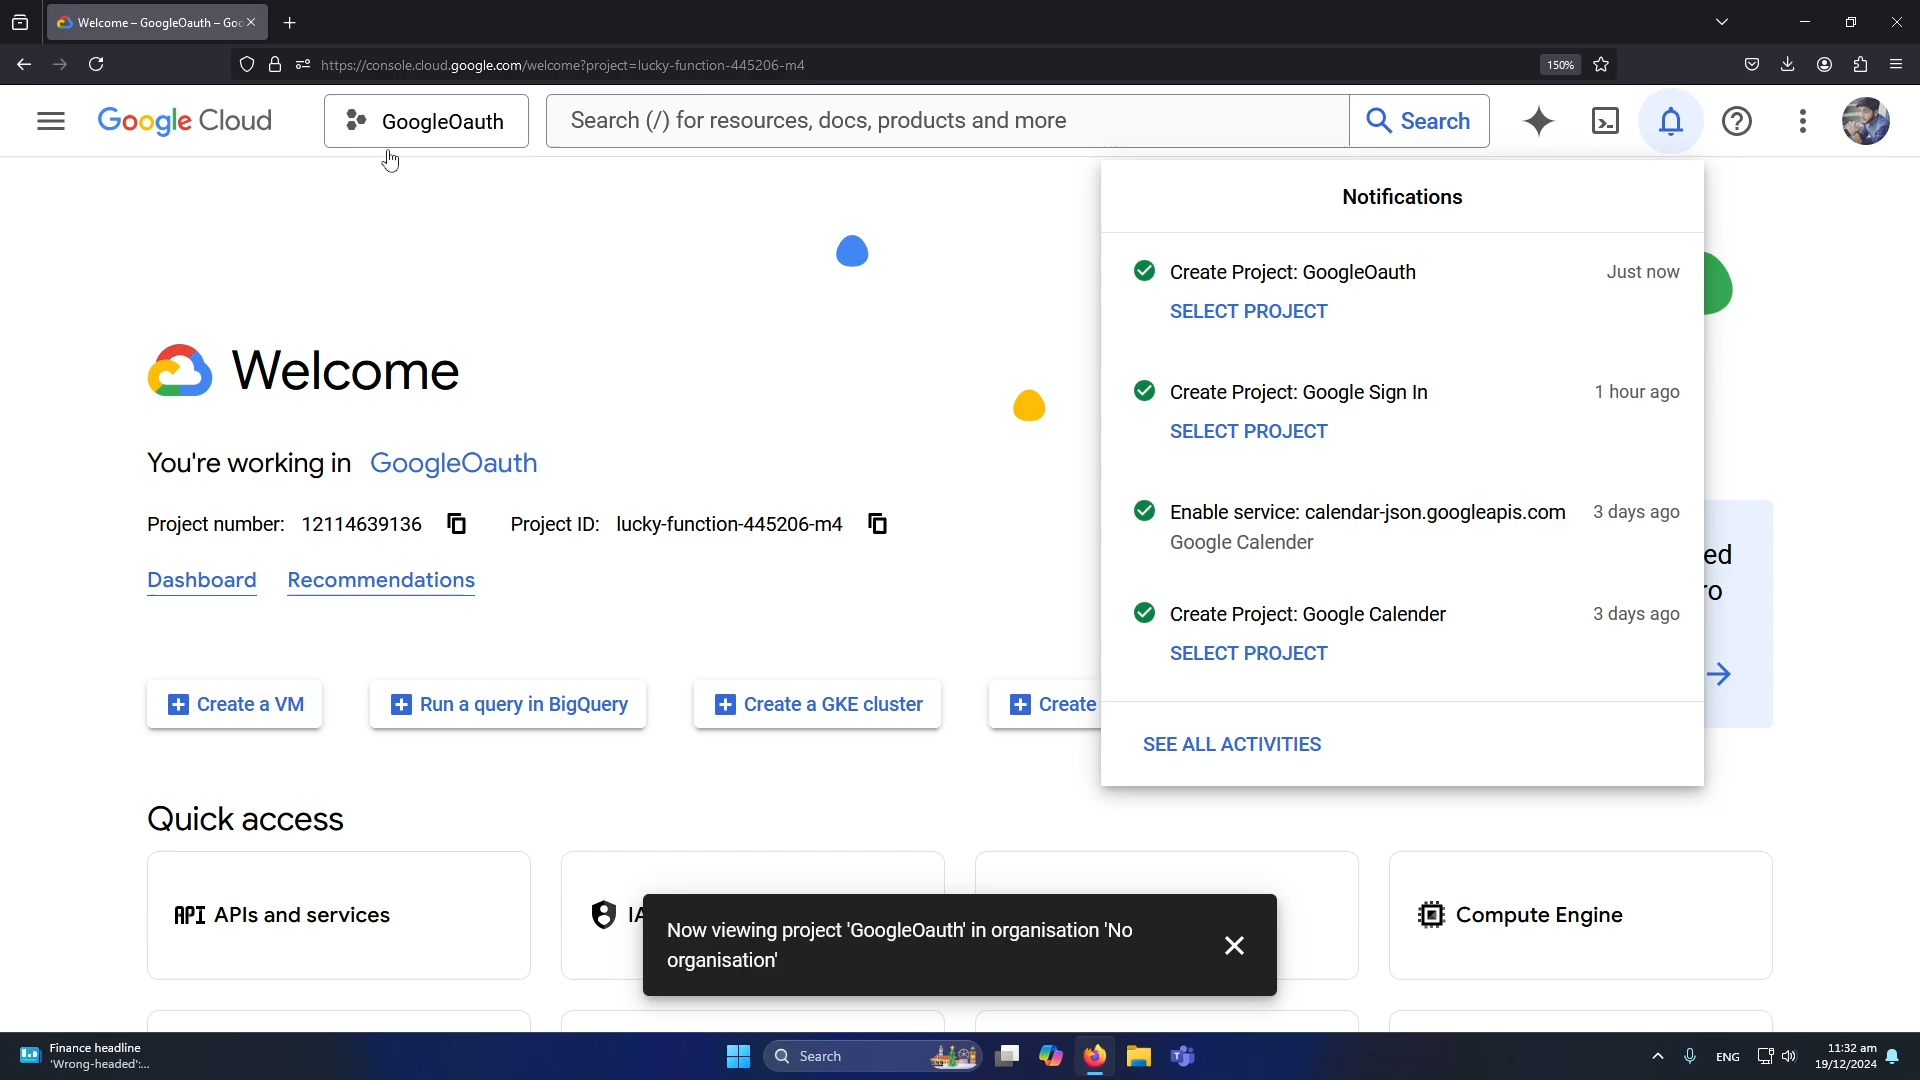 Welcome – GoogleOauth – Goo
https://console.cloud.google.com/welcome?project=lucky-function-445206-m4
150%
Google Cloud
GoogleOauth
Search (/) for resources, docs, products and more
Search
Notifications
Create Project: GoogleOauth
Just now
SELECT PROJECT
Create Project: Google Sign In
1 hour ago
SELECT PROJECT
Enable service: calendar-json.googleapis.com
3 days ago
Google Calender
Create Project: Google Calender
3 days ago
SELECT PROJECT
SEE ALL ACTIVITIES
Welcome
You're working in GoogleOauth
Project number: 12114639136
Project ID: lucky-function-445206-m4
Dashboard
Recommendations
ed
ro
Create a VM
Run a query in BigQuery
Create a GKE cluster
Create
Quick access
API APIs and services
IA
Compute Engine
Now viewing project 'GoogleOauth' in organisation 'No
organisation'
Finance headline
'Wrong-headed':...
Search
ENG
11:32 am
19/12/2024